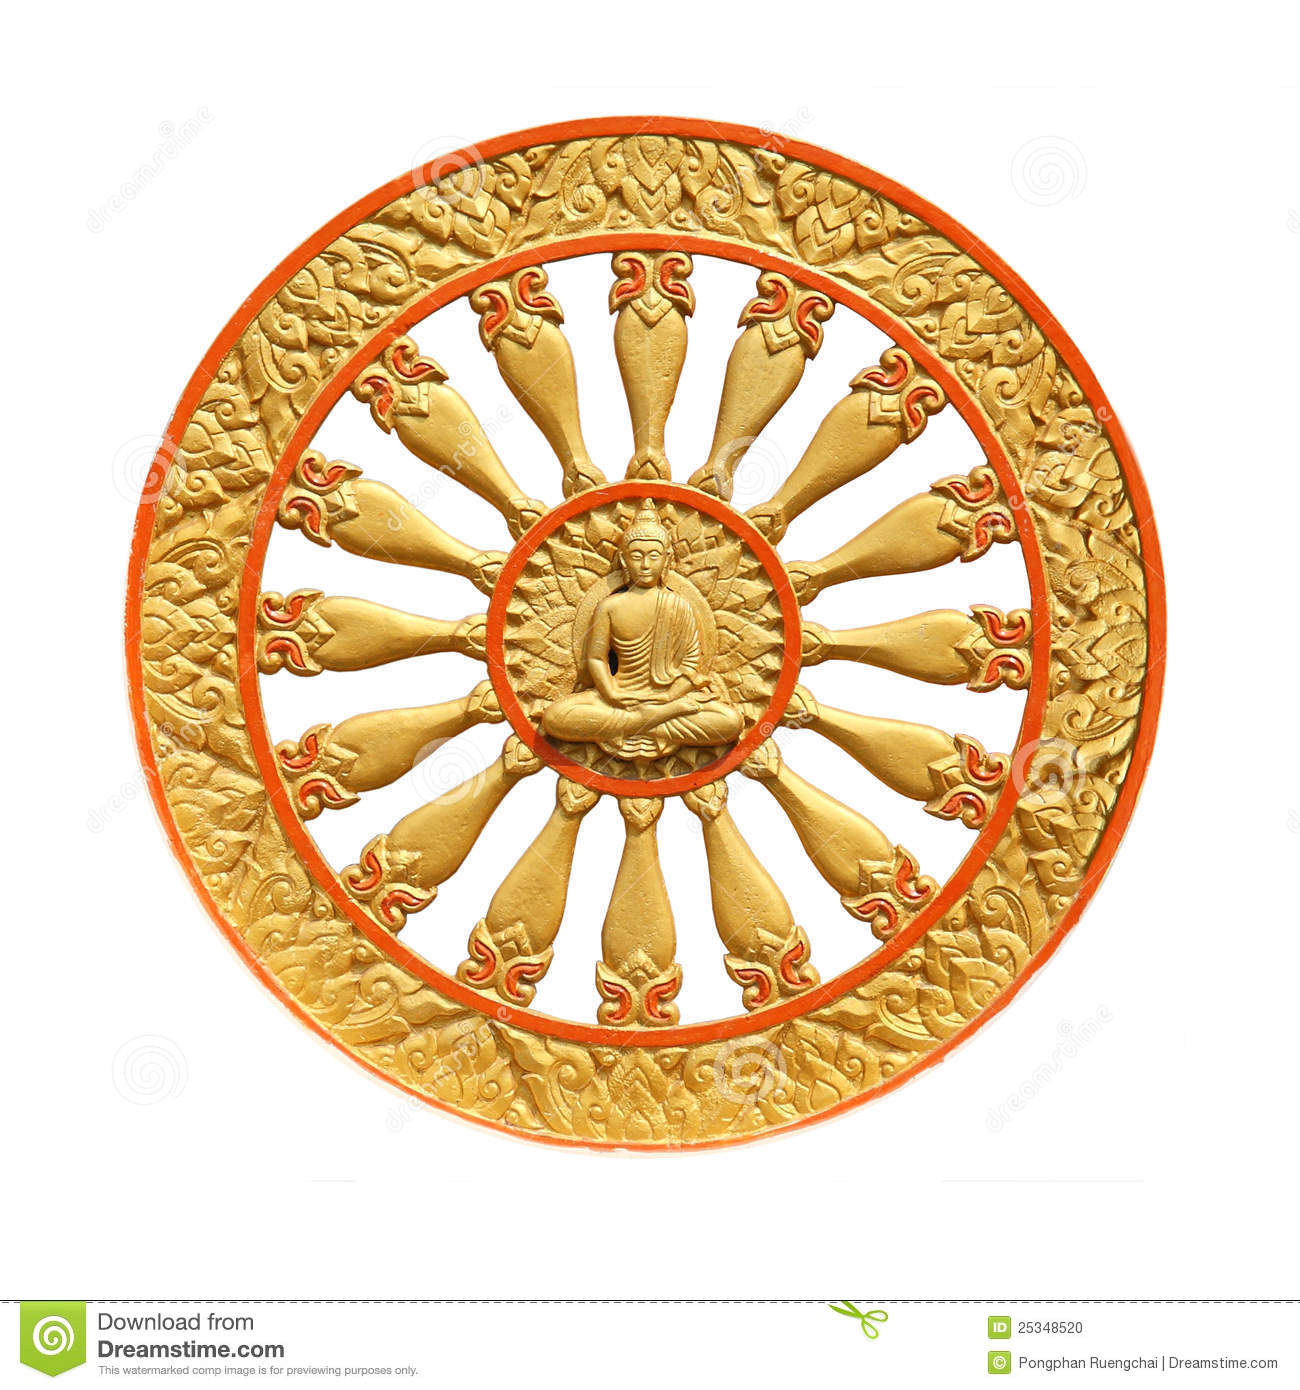 Download from
Dreamstime.com
This watermarked comp image is for previewing purposes only.
ID 25348520
© Pongphan Ruengchai | Dreamstime.com
dreamstime